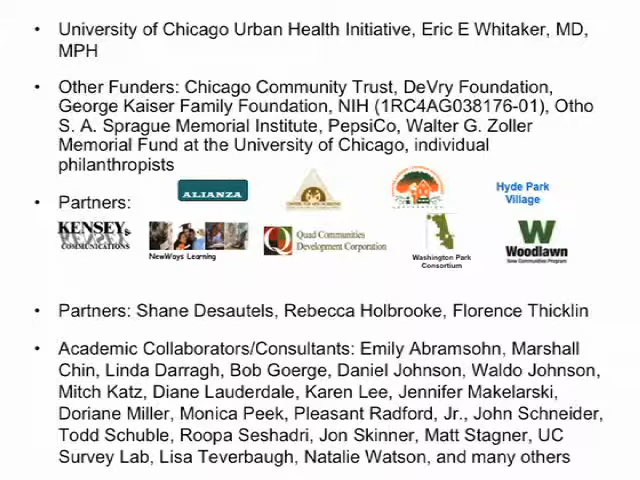 • University of Chicago Urban Health Initiative, Eric E Whitaker, MD,
MPH
• Other Funders: Chicago Community Trust, DeVry Foundation,
George Kaiser Family Foundation, NIH (1RC4AG038176-01), Otho
S. A. Sprague Memorial Institute, PepsiCo, Walter G. Zoller
Memorial Fund at the University of Chicago, individual
philanthropists
• Partners:
ALIANZA
Hyde Park
Village
KENSEY&
COMMUNICATIONS
NewWays Learning
Quad Communities
Development Corporation
Washington Park
Consortium
Woodlawn
New Communities Program
• Partners: Shane Desautels, Rebecca Holbrooke, Florence Thicklin
• Academic Collaborators/Consultants: Emily Abramsohn, Marshall
Chin, Linda Darragh, Bob Goerge, Daniel Johnson, Waldo Johnson,
Mitch Katz, Diane Lauderdale, Karen Lee, Jennifer Makelarski,
Doriane Miller, Monica Peek, Pleasant Radford, Jr., John Schneider,
Todd Schuble, Roopa Seshadri, Jon Skinner, Matt Stagner, UC
Survey Lab, Lisa Teverbaugh, Natalie Watson, and many others